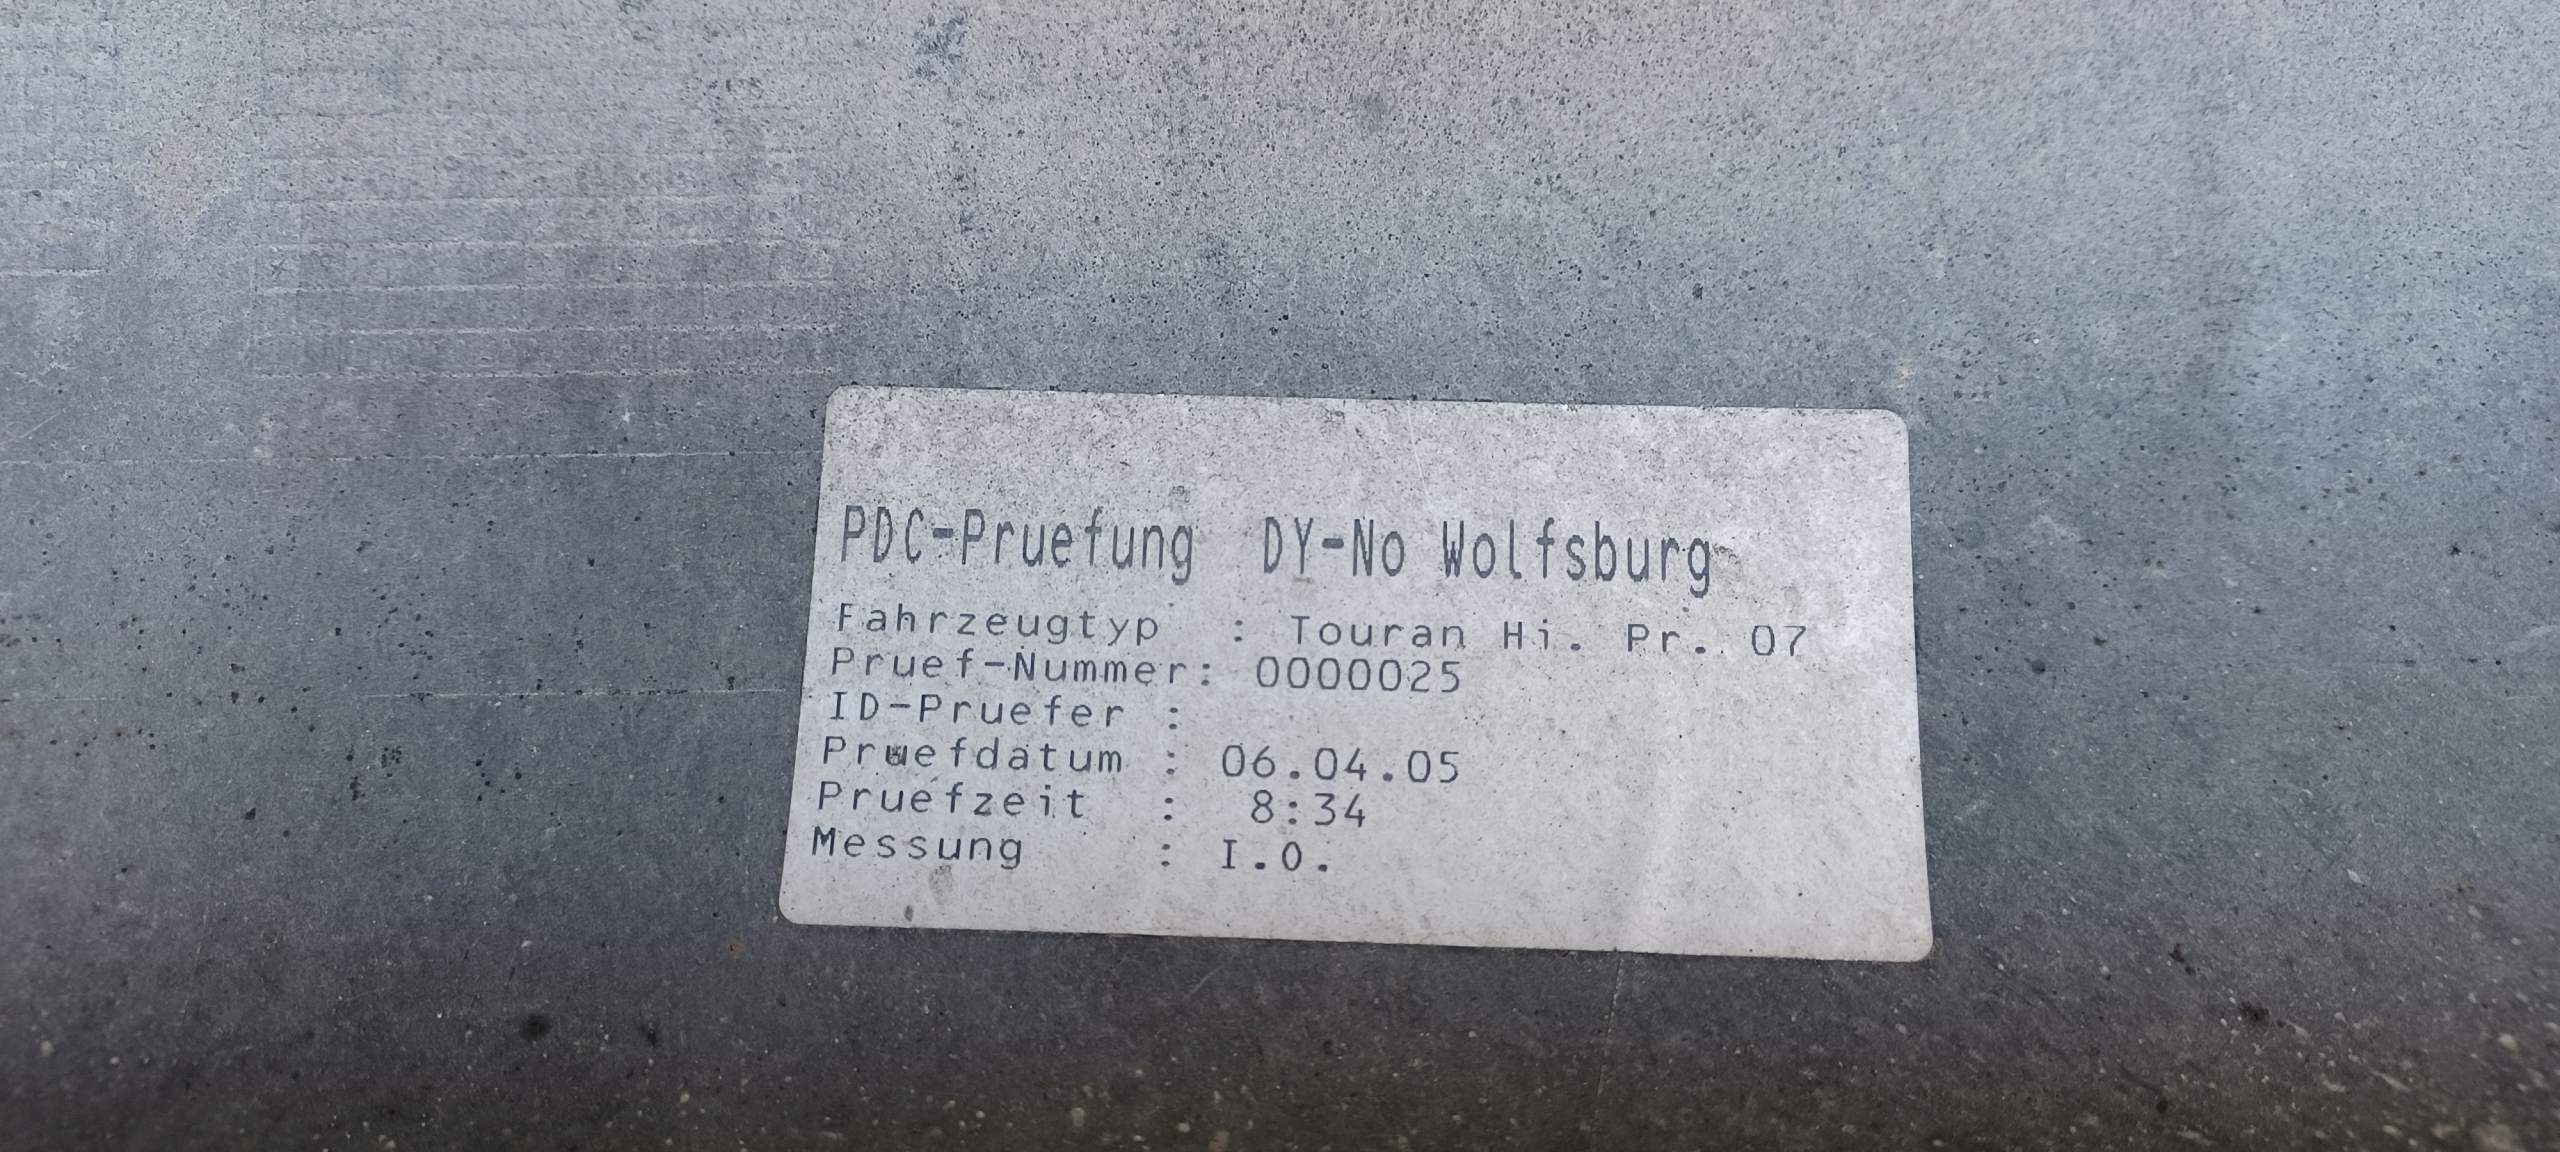 PDC-Pruefung DY-No Wolfsburg
Fahrzeugtyp : Touran Hi. Pr. 07
Pruef-Nummer: 0000025
ID-Pruefer :
Pruefdatum : 06.04.05
Pruefzeit : 8:34
Messung : I.O.